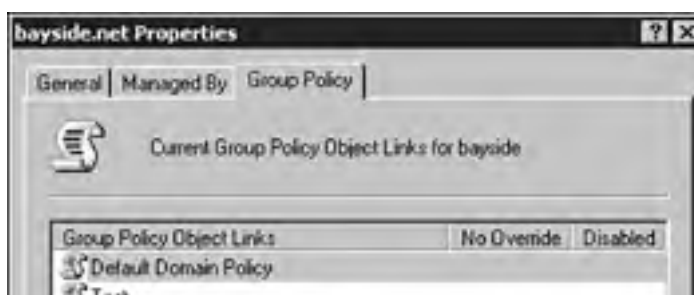 bayside.net Properties
General Managed By Group Policy
Current Group Policy Object Links for bayside
Group Policy Object Links No Override Disabled
Default Domain Policy
Test